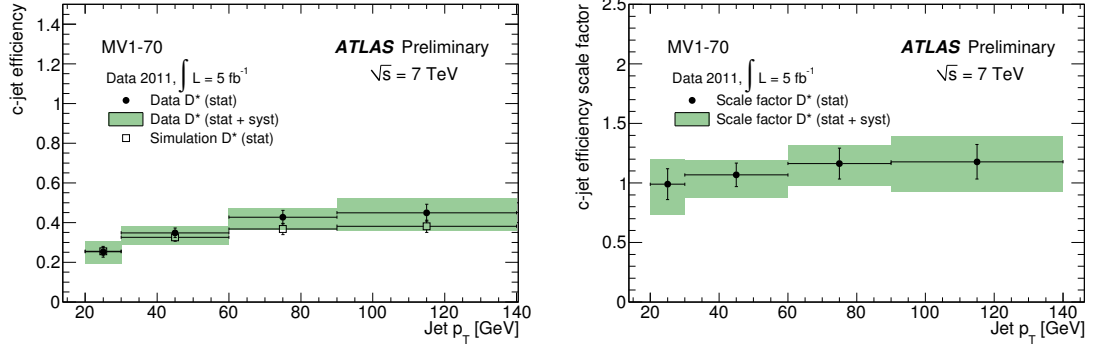 c-jet efficiency
1.4
1.2
1
0.8
0.6
0.4
0.2
0
MV1-70
ATLAS Preliminary
Data 2011, ∫ L = 5 fb⁻¹
√s = 7 TeV
Data D* (stat)
Data D* (stat + syst)
Simulation D* (stat)
20 40 60 80 100 120 140
Jet p_T [GeV]
c-jet efficiency scale factor
2.5
2
1.5
1
0.5
0
MV1-70
ATLAS Preliminary
Data 2011, ∫ L = 5 fb⁻¹
√s = 7 TeV
Scale factor D* (stat)
Scale factor D* (stat + syst)
20 40 60 80 100 120 140
Jet p_T [GeV]